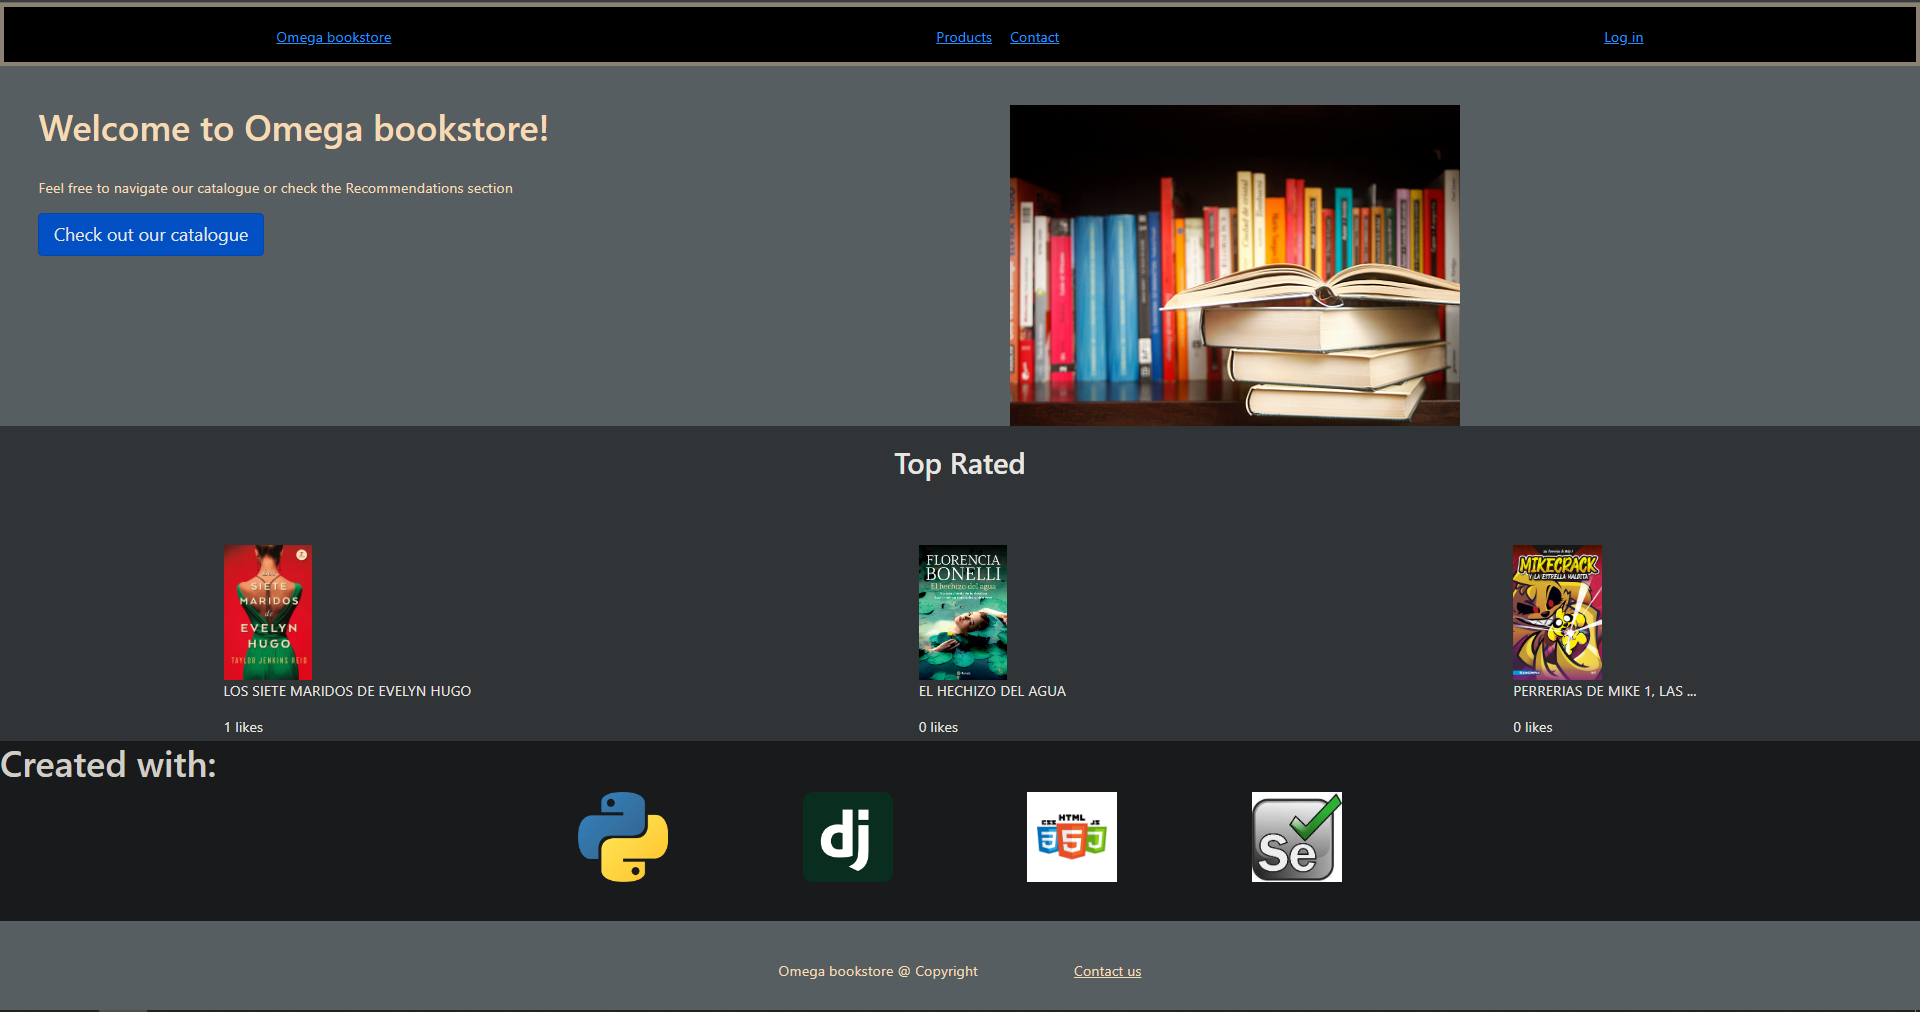 Omega bookstore
Products
Contact
Log in
Welcome to Omega bookstore!
Feel free to navigate our catalogue or check the Recommendations section
Check out our catalogue
Top Rated
SIETE
MARIDOS
de
EVELYN
HUGO
TAYLOR JENKINS REID
LOS SIETE MARIDOS DE EVELYN HUGO
1 likes
FLORENCIA
BONELLI
El hechizo del agua
EL HECHIZO DEL AGUA
0 likes
MIKECRACK
Y LA ESTRELLA MALDITA
PERRERIAS DE MIKE 1, LAS ...
0 likes
Created with:
dj
CSS HTML JS
3 5
Se
Omega bookstore @ Copyright
Contact us